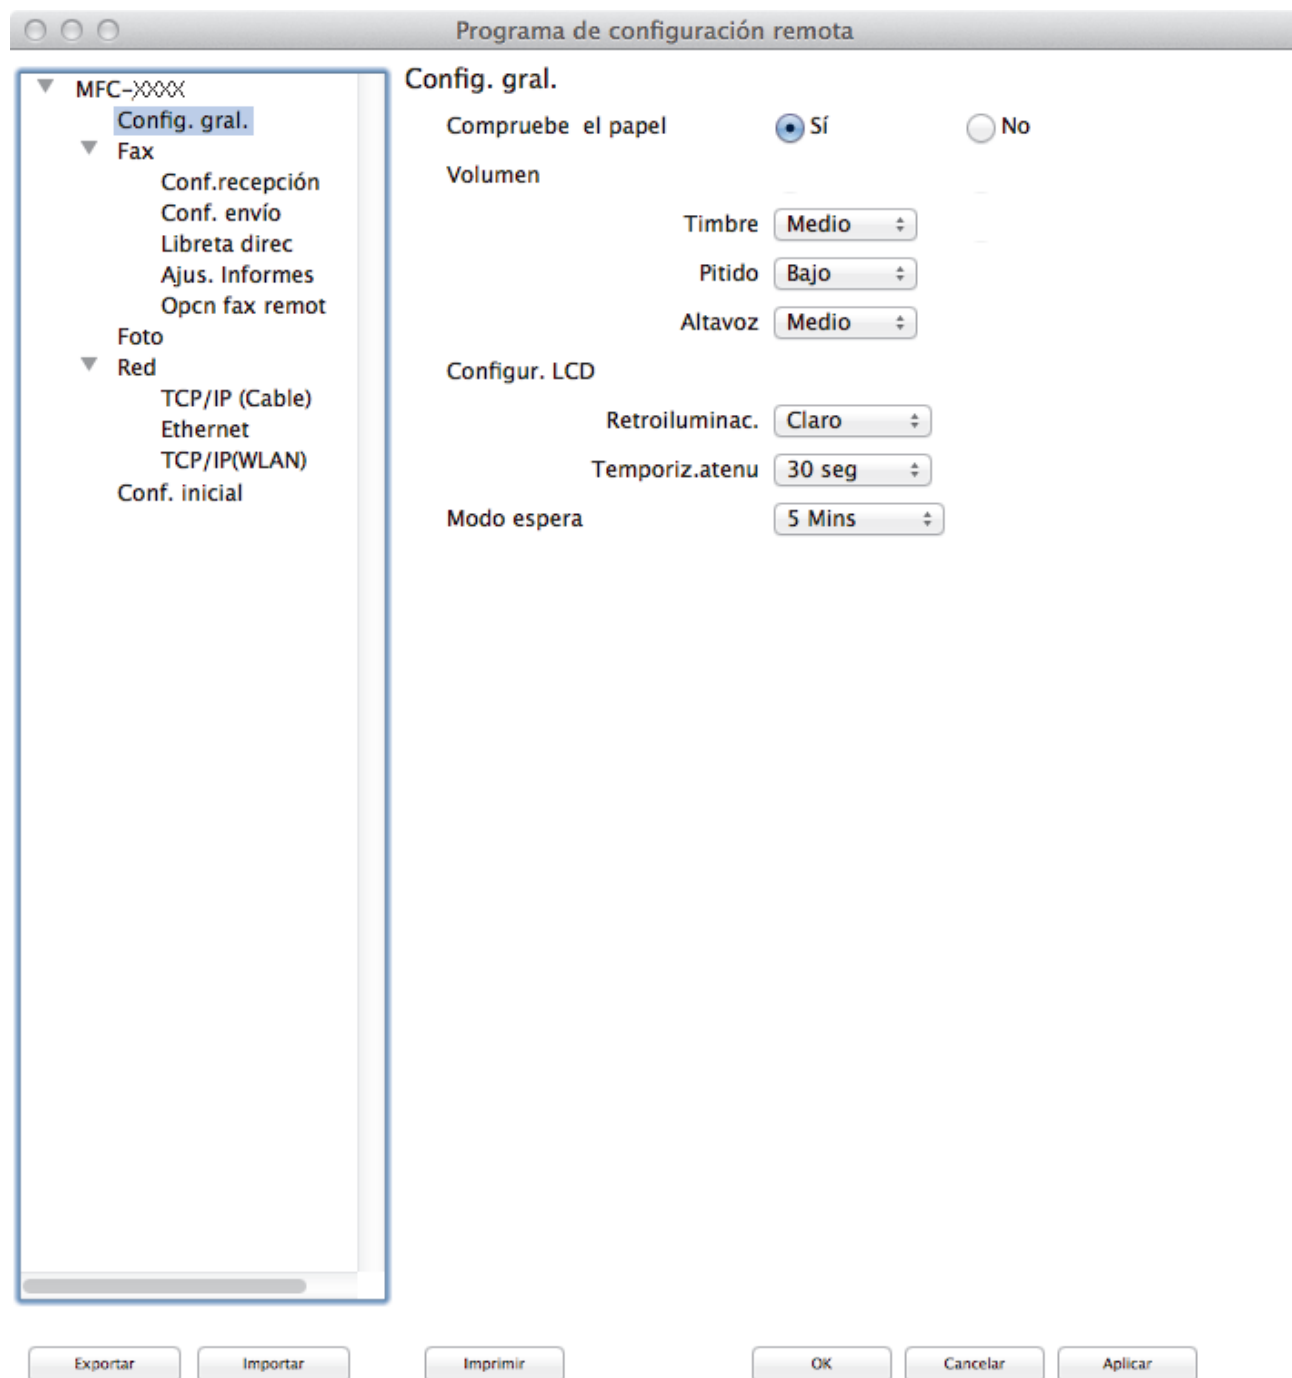 Programa de configuración remota
MFC-XXXX
Config. gral.
Fax
Conf.recepción
Conf. envío
Libreta direc
Ajus. Informes
Opcn fax remot
Foto
Red
TCP/IP (Cable)
Ethernet
TCP/IP(WLAN)
Conf. inicial
Config. gral.
Compruebe el papel Sí No
Volumen
Timbre Medio
Pitido Bajo
Altavoz Medio
Configur. LCD
Retroiluminac. Claro
Temporiz.atenu 30 seg
Modo espera 5 Mins
Exportar Importar Imprimir OK Cancelar Aplicar